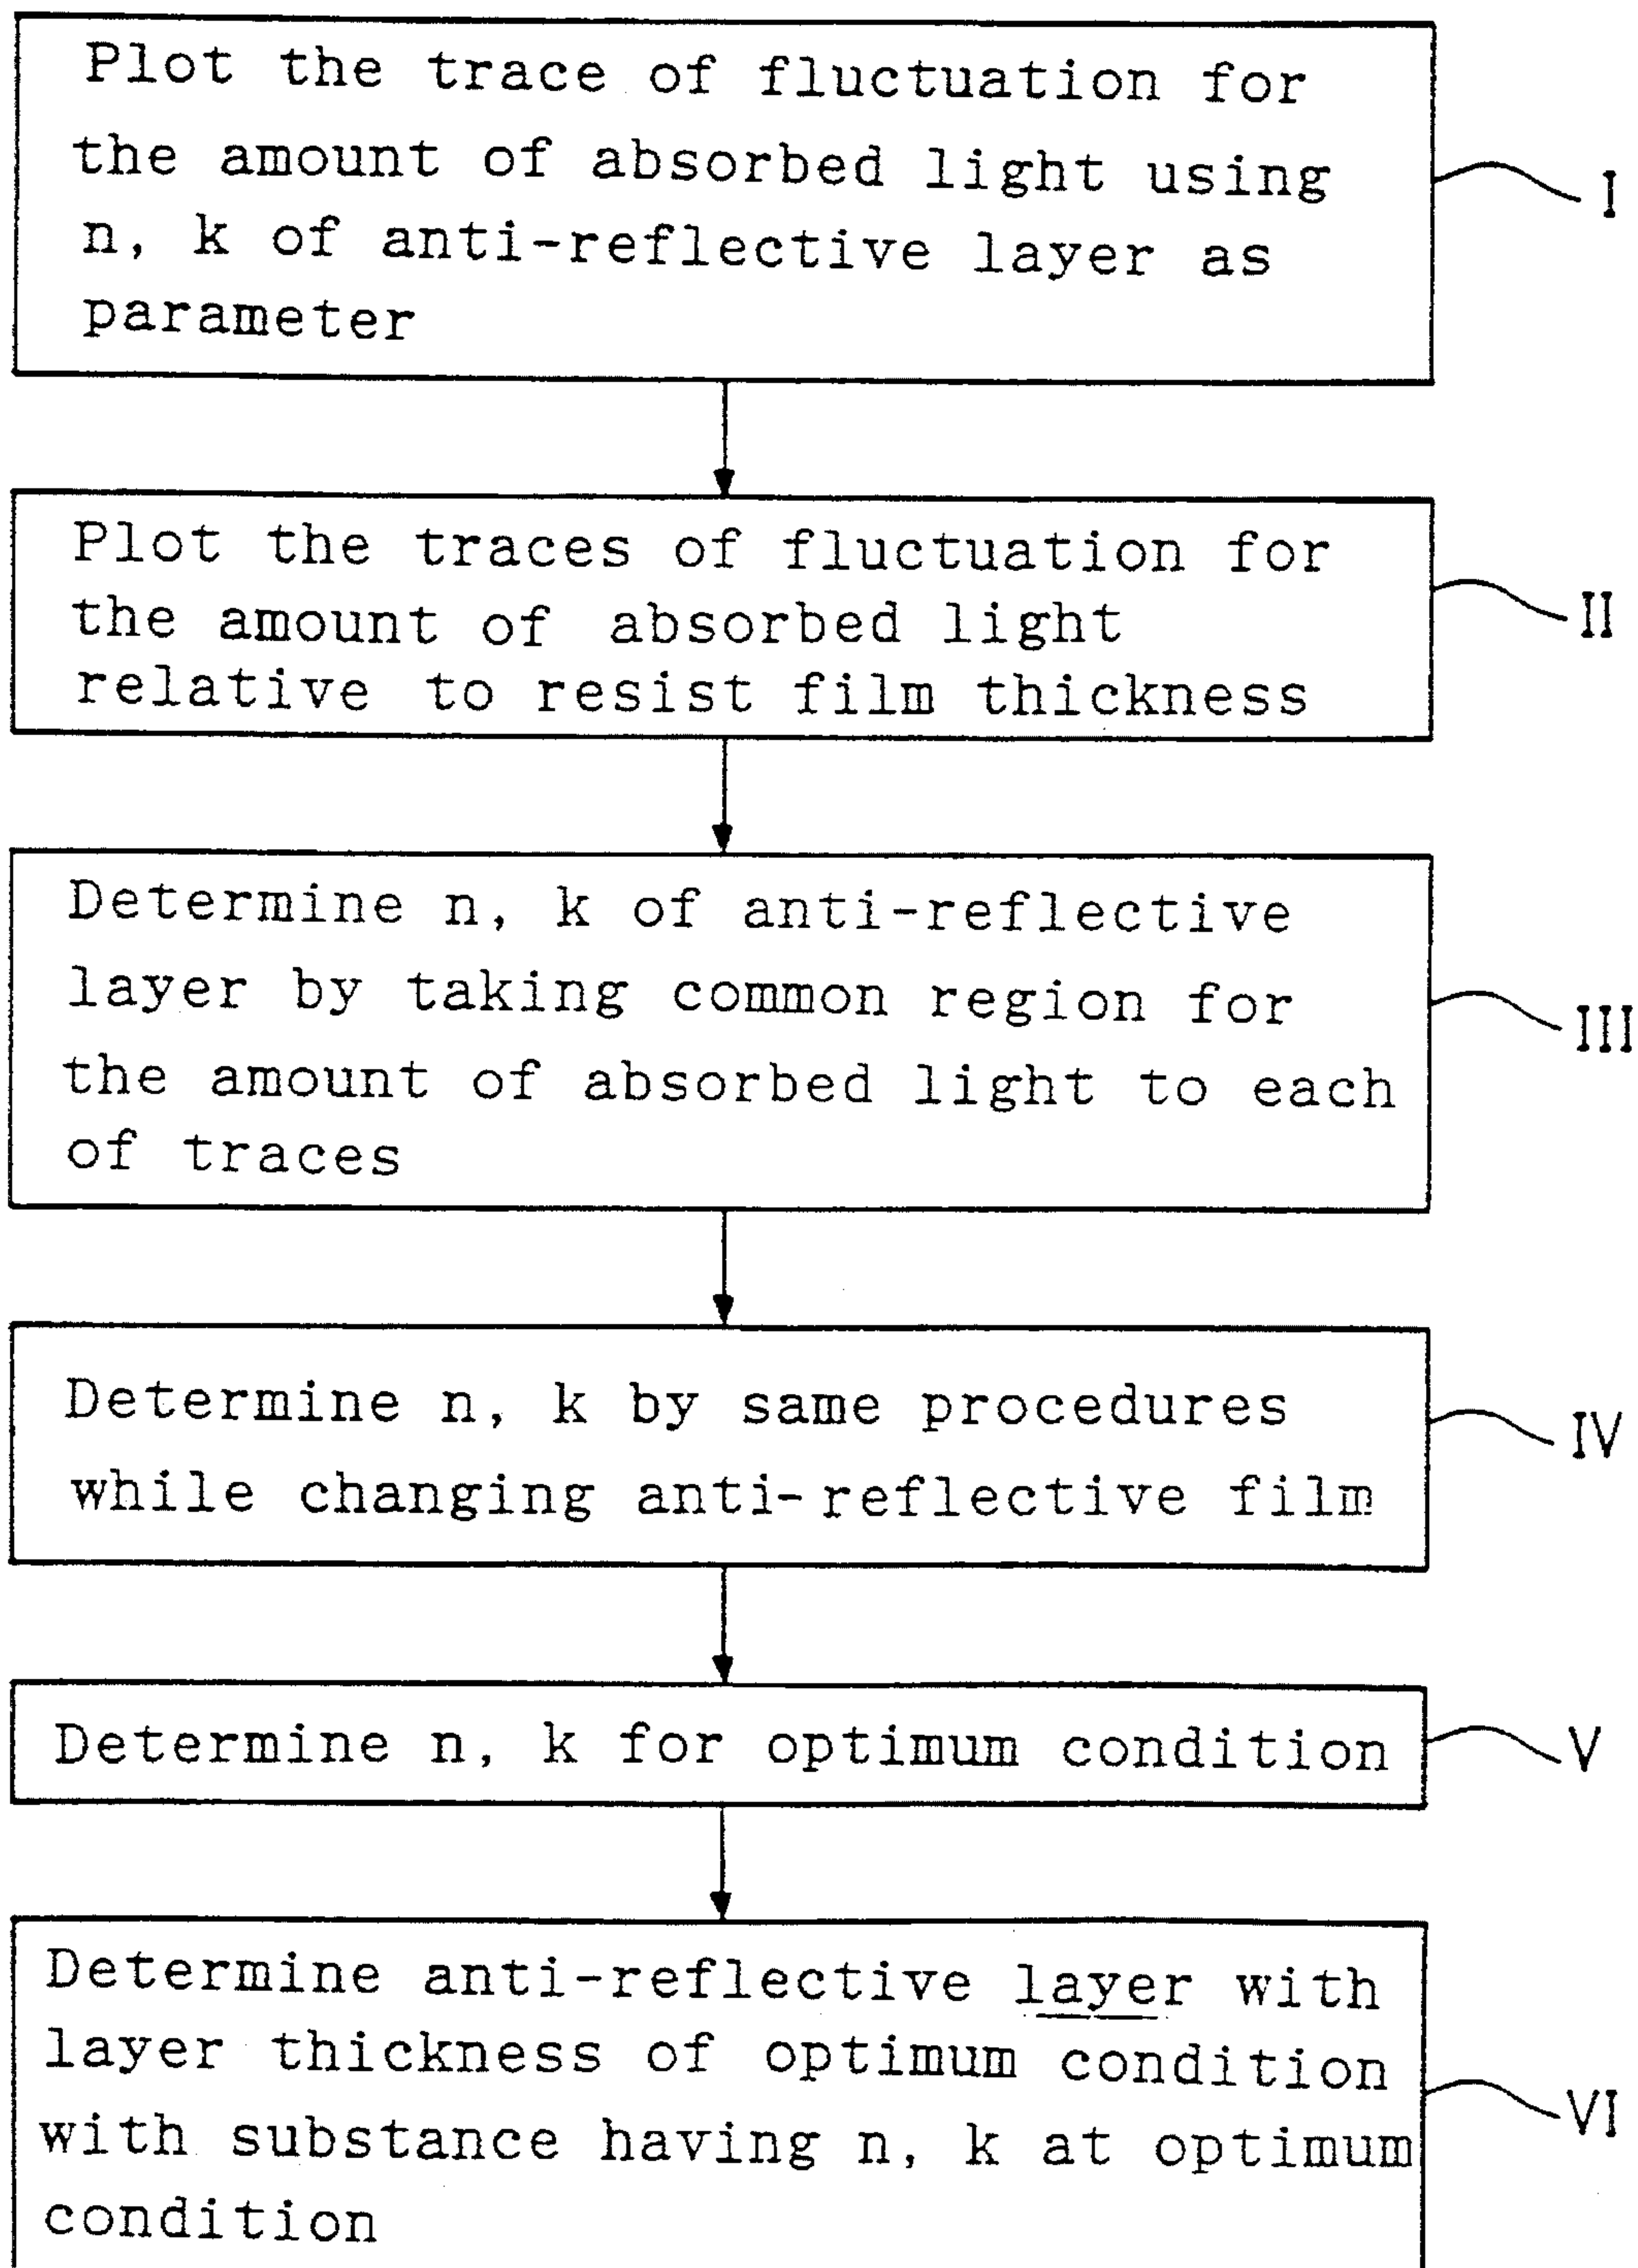 Plot the trace of fluctuation for
the amount of absorbed light using
n, k of anti-reflective layer as
parameter
I
Plot the traces of fluctuation for
the amount of absorbed light
relative to resist film thickness
II
Determine n, k of anti-reflective
layer by taking common region for
the amount of absorbed light to each
of traces
III
Determine n, k by same procedures
while changing anti-reflective film
IV
Determine n, k for optimum condition
V
Determine anti-reflective layer with
layer thickness of optimum condition
with substance having n, k at optimum
condition
VI